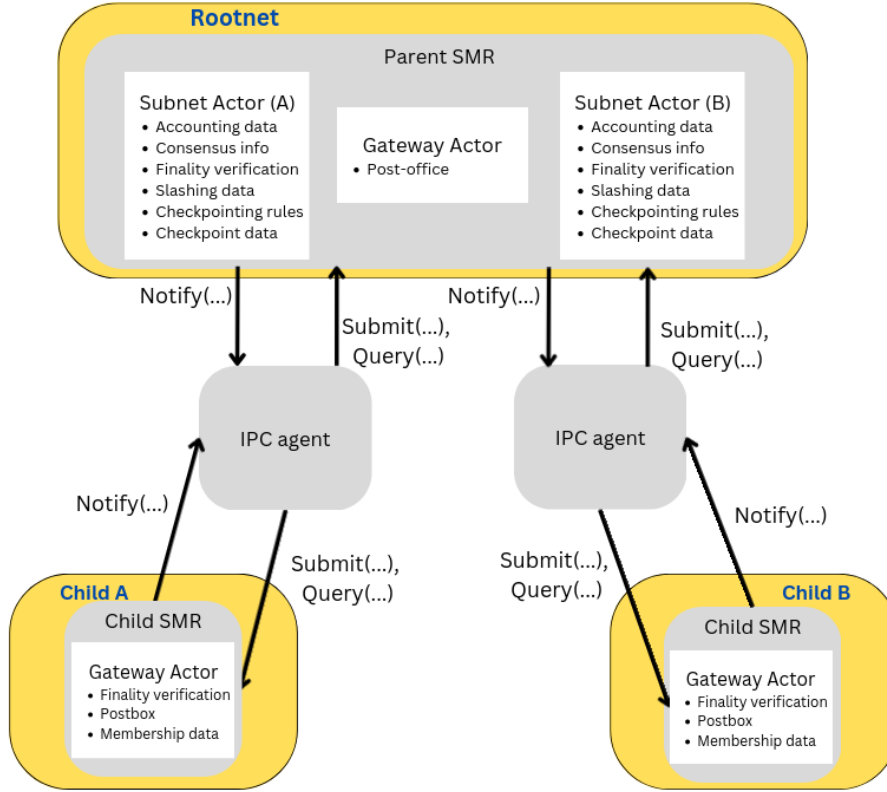 Rootnet
Parent SMR
Subnet Actor (A)
• Accounting data
• Consensus info
• Finality verification
• Slashing data
• Checkpointing rules
• Checkpoint data
Gateway Actor
• Post-office
Subnet Actor (B)
• Accounting data
• Consensus info
• Finality verification
• Slashing data
• Checkpointing rules
• Checkpoint data
Notify(...)
Submit(...),
Query(...)
Notify(...)
Submit(...),
Query(...)
IPC agent
IPC agent
Notify(...)
Submit(...),
Query(...)
Submit(...),
Query(...)
Notify(...)
Child A
Child SMR
Gateway Actor
• Finality verification
• Postbox
• Membership data
Child B
Child SMR
Gateway Actor
• Finality verification
• Postbox
• Membership data